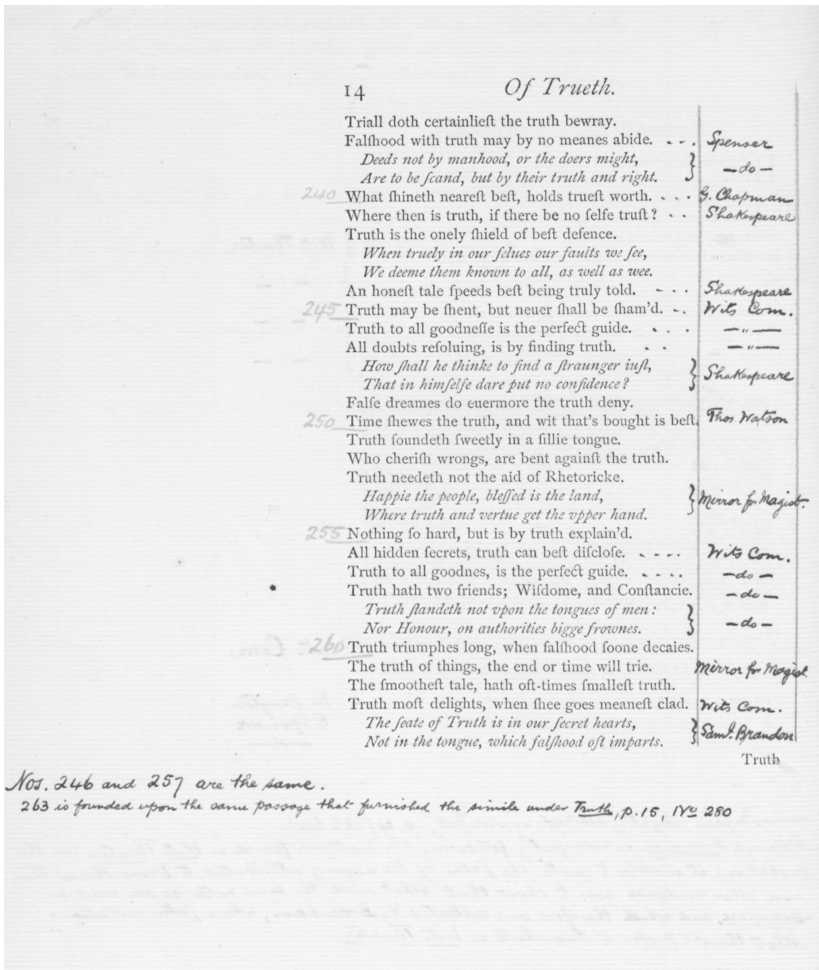 14 Of Trueth.
Triall doth certainlieſt the truth bewray.
Falſhood with truth may by no meanes abide. - - . Spenser
Deeds not by manhood, or the doers might,
Are to be ſcand, but by their truth and right. } —do—
240 What ſhineth neareſt beſt, holds trueſt worth. . . . G. Chapman
Where then is truth, if there be no ſelfe truſt? . . Shakespeare
Truth is the onely ſhield of beſt defence.
When truely in our ſelues our faults we ſee,
We deeme them known to all, as well as wee.
An honeſt tale ſpeeds beſt being truly told. - . . Shakespeare
245 Truth may be ſhent, but neuer ſhall be ſham'd. - . Wits Com.
Truth to all goodneſſe is the perfect guide. . . . — " —
All doubts reſoluing, is by finding truth. . . — " —
How ſhall he thinke to find a ſtraunger iuſt,
That in himſelfe dare put no confidence? } Shakespeare
Falſe dreames do euermore the truth deny.
250 Time ſhewes the truth, and wit that's bought is beſt. Thos. Watson
Truth ſoundeth ſweetly in a ſillie tongue.
Who cheriſh wrongs, are bent againſt the truth.
Truth needeth not the aid of Rhetoricke.
Happie the people, bleſſed is the land,
Where truth and vertue get the vpper hand. } Mirror for Magist.
255 Nothing ſo hard, but is by truth explain'd.
All hidden ſecrets, truth can beſt diſcloſe. . - - . Wits Com.
Truth to all goodnes, is the perfect guide. . . . . —do—
Truth hath two friends; Wiſdome, and Conſtancie. —do—
Truth ſtandeth not vpon the tongues of men:
Nor Honour, on authorities bigge frownes. } —do—
260 Truth triumphes long, when falſhood ſoone decaies.
The truth of things, the end or time will trie. Mirror for Magist
The ſmootheſt tale, hath oft-times ſmalleſt truth.
Truth moſt delights, when ſhee goes meaneſt clad. Wits Com.
The ſeate of Truth is in our ſecret hearts,
Not in the tongue, which falſhood oft imparts. } Saml. Brandon
Truth
Nos. 246 and 257 are the same.
263 is founded upon the same passage that furnished the simile under Truth, p. 15, No 280